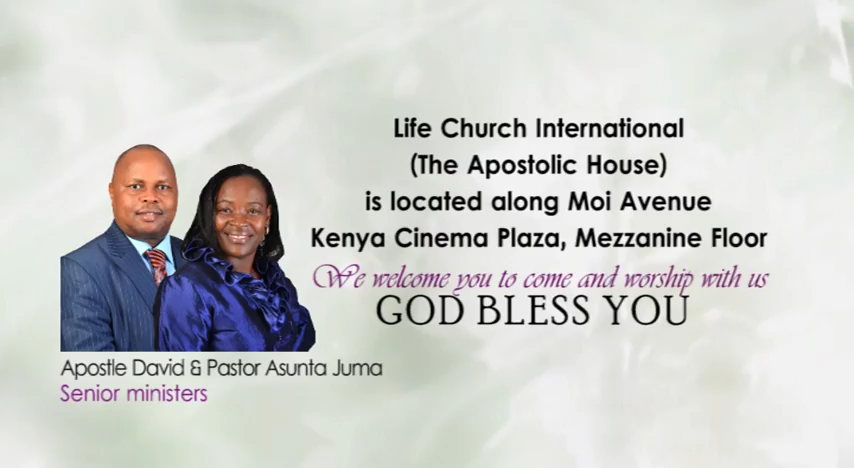 Life Church International
(The Apostolic House)
is located along Moi Avenue
Kenya Cinema Plaza, Mezzanine Floor
We welcome you to come and worship with us
GOD BLESS YOU
Apostle David & Pastor Asunta Juma
Senior ministers